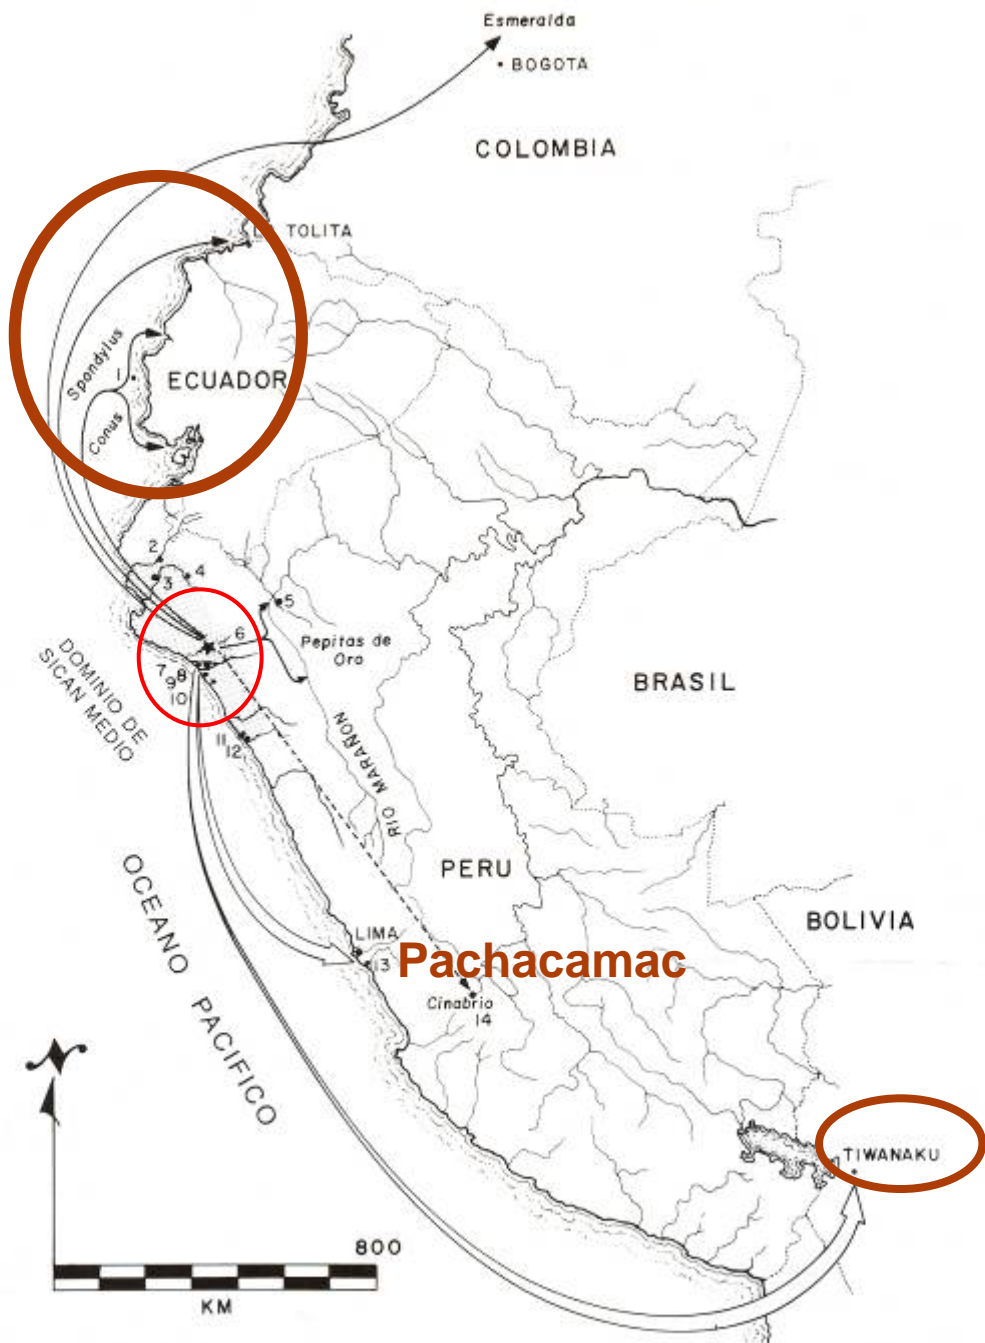 Esmeralda
BOGOTA
COLOMBIA
LA TOLITA
Spondylus
1
ECUADOR
Conus
2
3
4
5
6
Pepitas de
Oro
7
8
9
10
DOMINIO DE
SICAN MEDIO
BRASIL
11
12
RIO MARAÑON
PERU
OCEANO PACIFICO
BOLIVIA
LIMA
13
Pachacamac
Cinabrio
14
TIWANAKU
800
KM